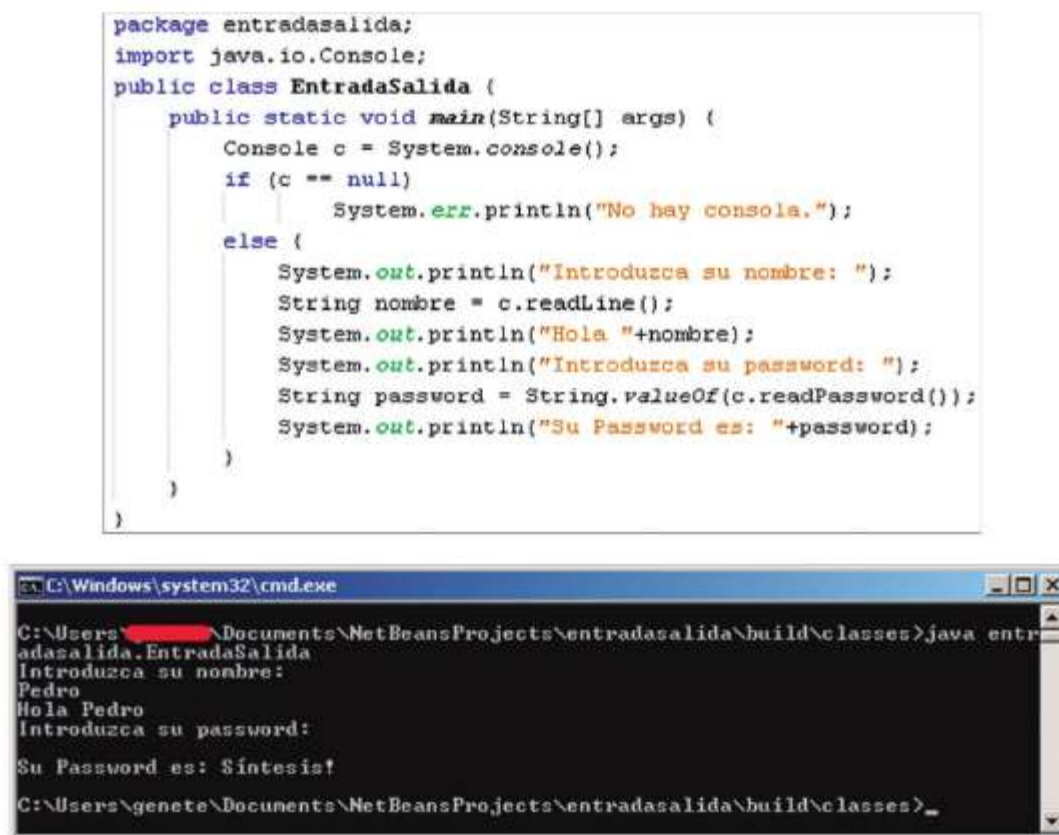 package entradasalida;
import java.io.Console;
public class EntradaSalida {
public static void main(String[] args) {
Console c = System.console();
if (c == null)
System.err.println("No hay consola.");
else {
System.out.println("Introduzca su nombre: ");
String nombre = c.readLine();
System.out.println("Hola "+nombre);
System.out.println("Introduzca su password: ");
String password = String.valueOf(c.readPassword());
System.out.println("Su Password es: "+password);
}
}
}
C:\Windows\system32\cmd.exe
C:\Users\ \Documents\NetBeansProjects\entradasalida\build\classes>java entr
adasalida.EntradaSalida
Introduzca su nombre:
Pedro
Hola Pedro
Introduzca su password:
Su Password es: Síntesis!
C:\Users\genete\Documents\NetBeansProjects\entradasalida\build\classes>_